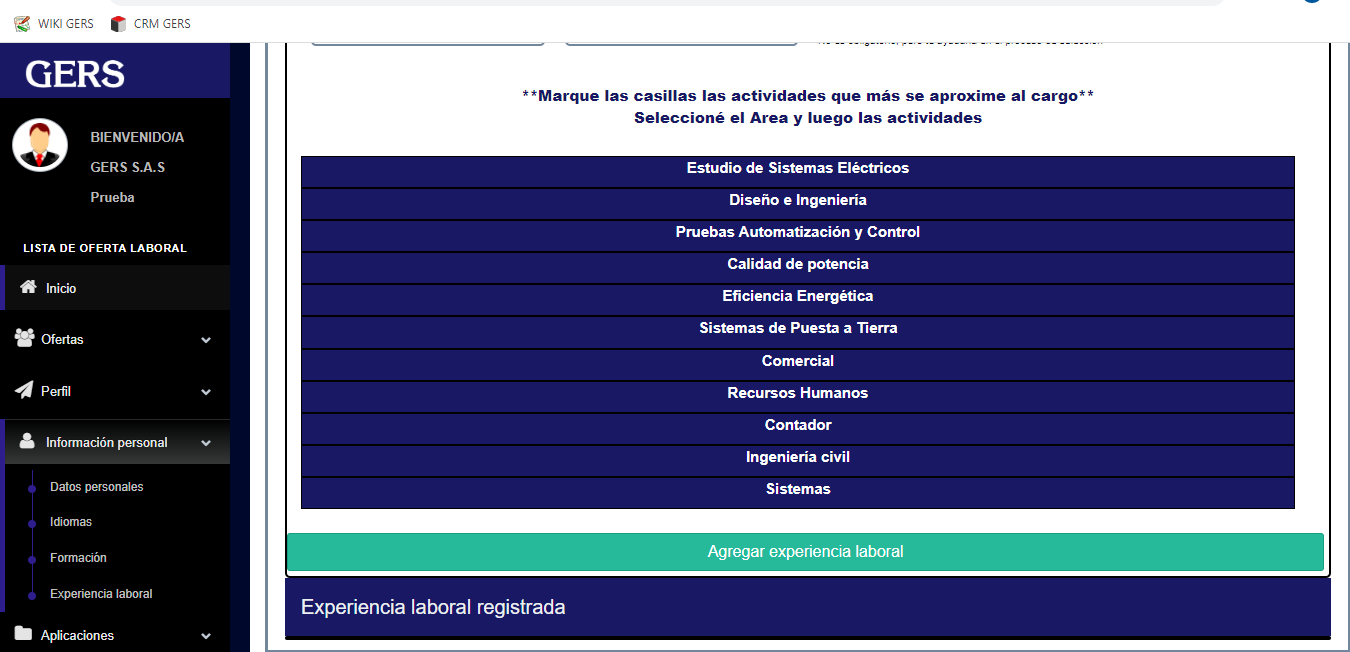 WIKI GERS
CRM GERS
GERS
BIENVENIDO/A
GERS S.A.S
Prueba
LISTA DE OFERTA LABORAL
Inicio
Ofertas
Perfil
Información personal
Datos personales
Idiomas
Formación
Experiencia laboral
Aplicaciones
**Marque las casillas las actividades que más se aproxime al cargo**
Seleccioné el Area y luego las actividades
Estudio de Sistemas Eléctricos
Diseño e Ingeniería
Pruebas Automatización y Control
Calidad de potencia
Eficiencia Energética
Sistemas de Puesta a Tierra
Comercial
Recursos Humanos
Contador
Ingeniería civil
Sistemas
Agregar experiencia laboral
Experiencia laboral registrada